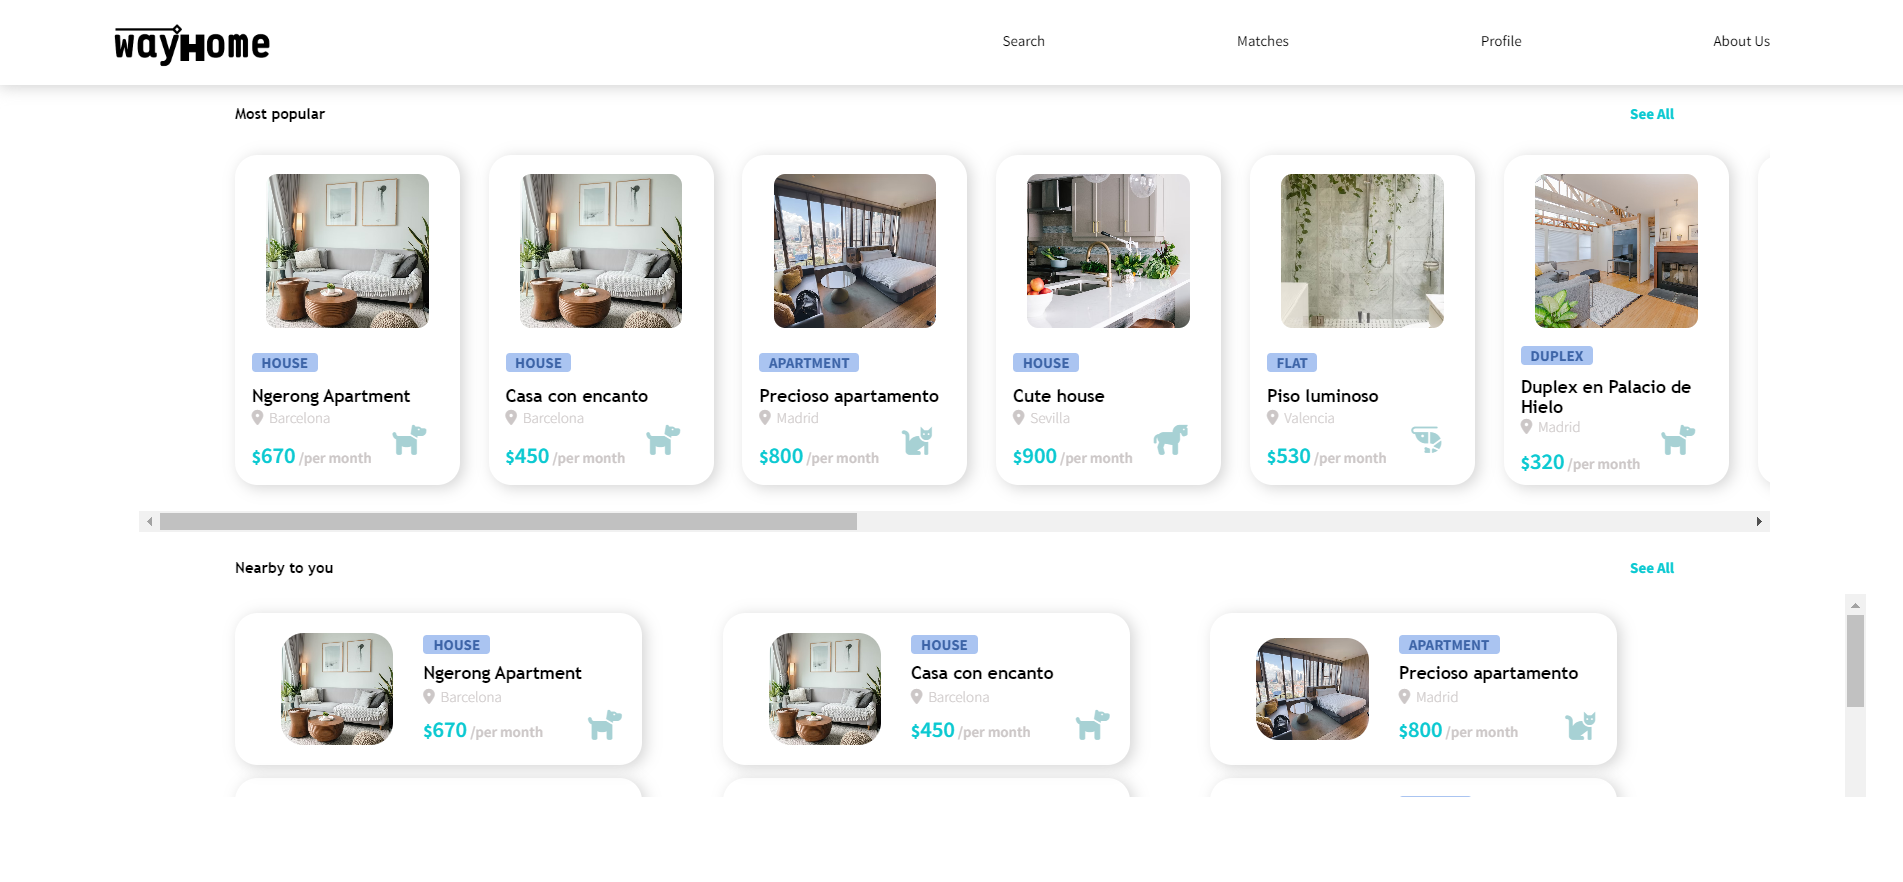 wayHome
Search
Matches
Profile
About Us
Most popular
See All
HOUSE
Ngerong Apartment
Barcelona
$670 /per month
HOUSE
Casa con encanto
Barcelona
$450 /per month
APARTMENT
Precioso apartamento
Madrid
$800 /per month
HOUSE
Cute house
Sevilla
$900 /per month
FLAT
Piso luminoso
Valencia
$530 /per month
DUPLEX
Duplex en Palacio de
Hielo
Madrid
$320 /per month
Nearby to you
See All
HOUSE
Ngerong Apartment
Barcelona
$670 /per month
HOUSE
Casa con encanto
Barcelona
$450 /per month
APARTMENT
Precioso apartamento
Madrid
$800 /per month